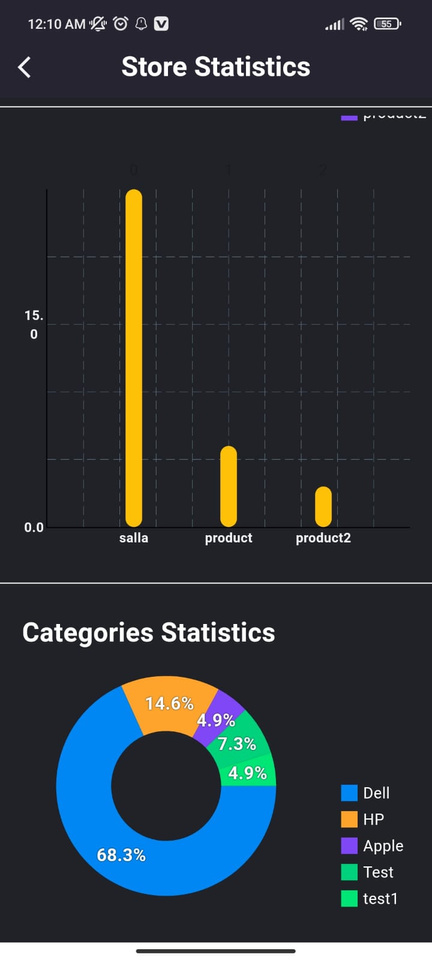 12:10 AM
55
Store Statistics
product2
0 1 2
15.
0
0.0
salla product product2
Categories Statistics
14.6%
4.9%
7.3%
4.9%
68.3%
Dell
HP
Apple
Test
test1